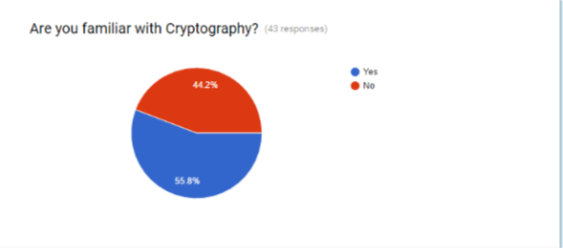 Are you familiar with Cryptography? (43 responses)
Yes
No
44.2%
55.8%